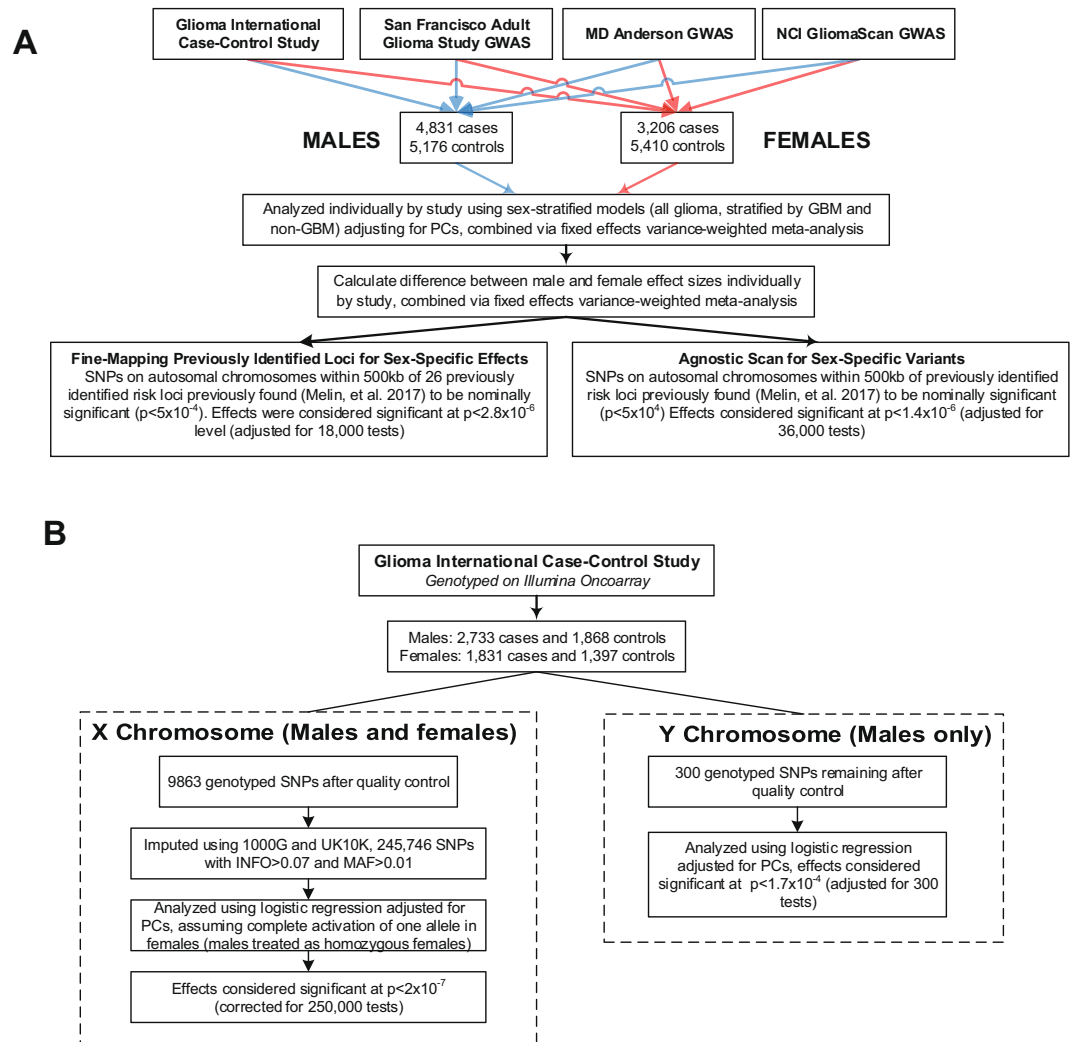 A
Glioma International
Case-Control Study
San Francisco Adult
Glioma Study GWAS
MD Anderson GWAS
NCI GliomaScan GWAS
MALES
4,831 cases
5,176 controls
3,206 cases
5,410 controls
FEMALES
Analyzed individually by study using sex-stratified models (all glioma, stratified by GBM and
non-GBM) adjusting for PCs, combined via fixed effects variance-weighted meta-analysis
Calculate difference between male and female effect sizes individually
by study, combined via fixed effects variance-weighted meta-analysis
Fine-Mapping Previously Identified Loci for Sex-Specific Effects
SNPs on autosomal chromosomes within 500kb of 26 previously
identified risk loci previously found (Melin, et al. 2017) to be nominally
significant (p<5x10⁻⁴). Effects were considered significant at p<2.8x10⁻⁶
level (adjusted for 18,000 tests)
Agnostic Scan for Sex-Specific Variants
SNPs on autosomal chromosomes within 500kb of previously identified
risk loci previously found (Melin, et al. 2017) to be nominally significant
(p<5x10⁴) Effects considered significant at p<1.4x10⁻⁶ (adjusted for
36,000 tests)
B
Glioma International Case-Control Study
Genotyped on Illumina Oncoarray
Males: 2,733 cases and 1,868 controls
Females: 1,831 cases and 1,397 controls
X Chromosome (Males and females)
9863 genotyped SNPs after quality control
Imputed using 1000G and UK10K, 245,746 SNPs
with INFO>0.07 and MAF>0.01
Analyzed using logistic regression adjusted for
PCs, assuming complete activation of one allele in
females (males treated as homozygous females)
Effects considered significant at p<2x10⁻⁷
(corrected for 250,000 tests)
Y Chromosome (Males only)
300 genotyped SNPs remaining after
quality control
Analyzed using logistic regression
adjusted for PCs, effects considered
significant at p<1.7x10⁻⁴ (adjusted for 300
tests)